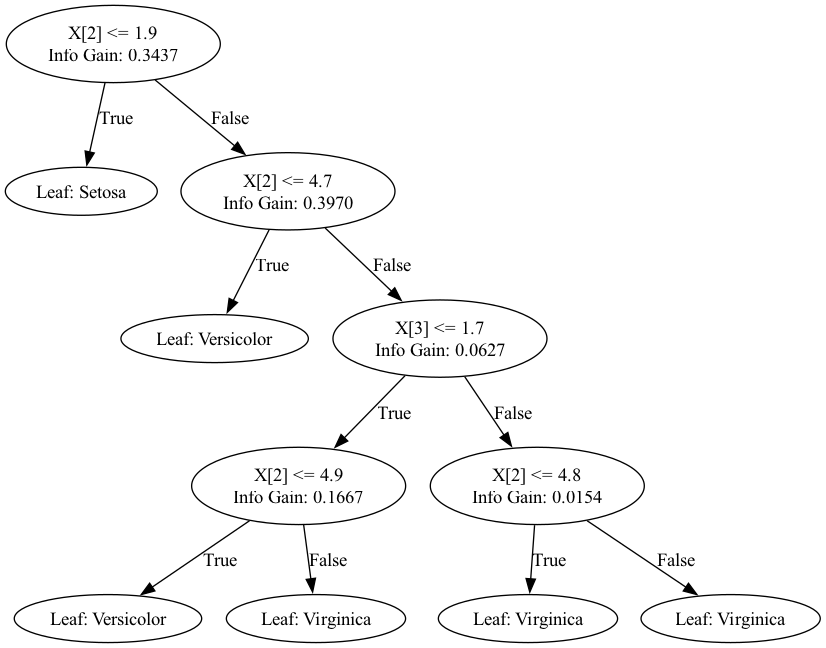 X[2] <= 1.9
Info Gain: 0.3437
True
False
Leaf: Setosa
X[2] <= 4.7
Info Gain: 0.3970
True
False
Leaf: Versicolor
X[3] <= 1.7
Info Gain: 0.0627
True
False
X[2] <= 4.9
Info Gain: 0.1667
X[2] <= 4.8
Info Gain: 0.0154
True
False
True
False
Leaf: Versicolor
Leaf: Virginica
Leaf: Virginica
Leaf: Virginica